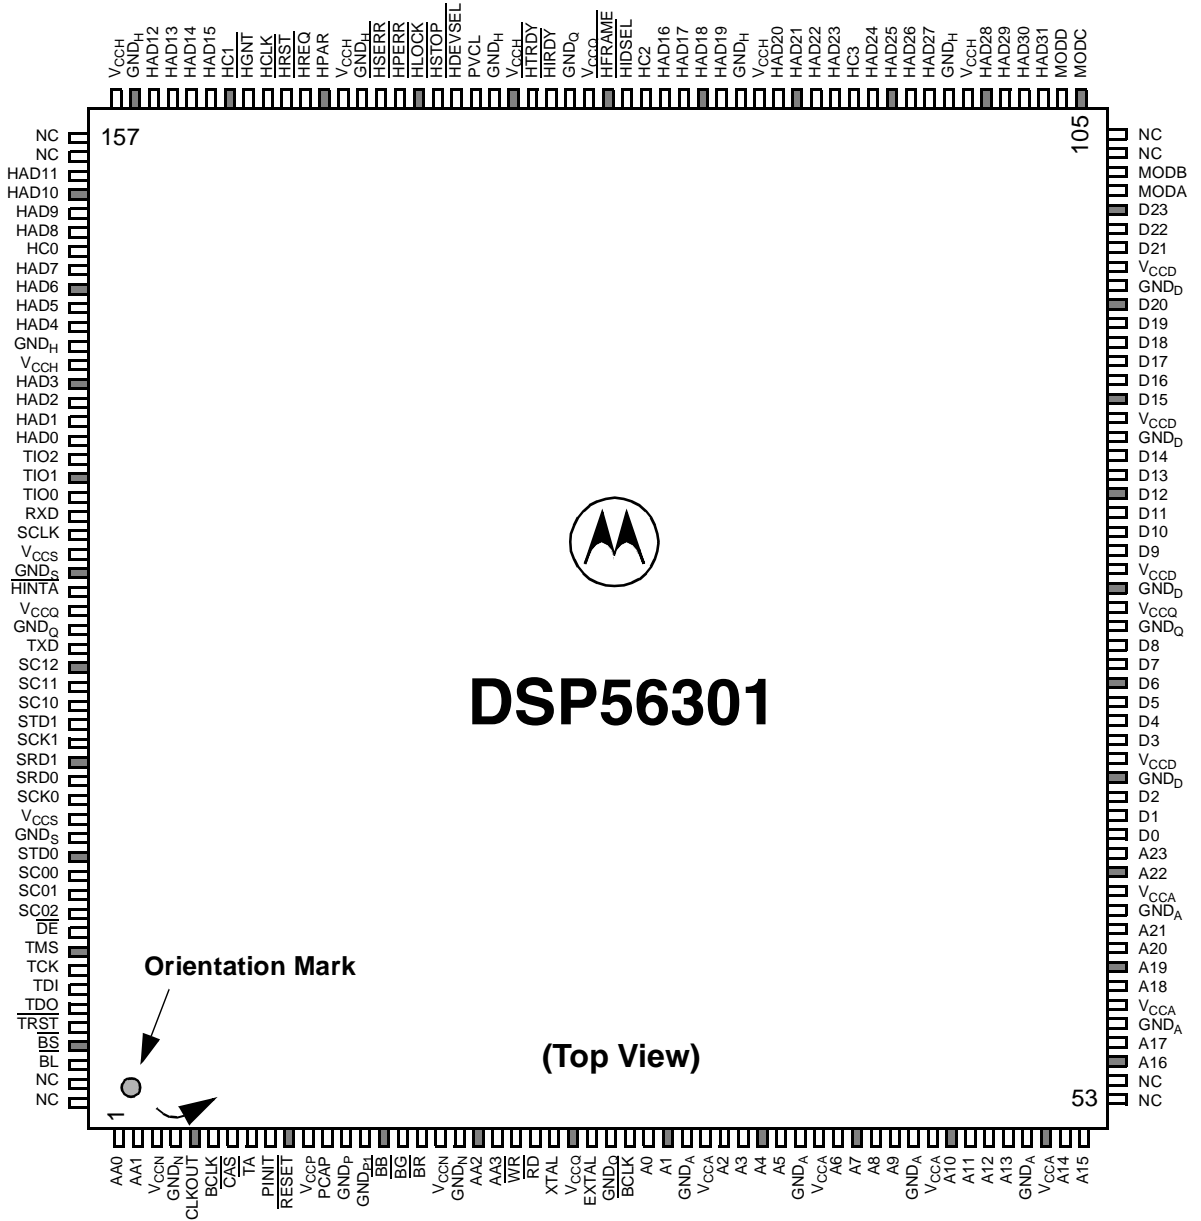 VCCH
GNDH
HAD12
HAD13
HAD14
HAD15
HC1
HGNT
HCLK
HRST
HREQ
HPAR
VCCH
GNDH
HSERR
HPERR
HLOCK
HSTOP
HDEVSEL
PVCL
GNDH
VCCH
HTRDY
HIRDY
GNDQ
VCCQ
HFRAME
HIDSEL
HC2
HAD16
HAD17
HAD18
HAD19
GNDH
VCCH
HAD20
HAD21
HAD22
HAD23
HC3
HAD24
HAD25
HAD26
HAD27
GNDH
VCCH
HAD28
HAD29
HAD30
HAD31
MODD
MODC
157
105
NC
NC
HAD11
HAD10
HAD9
HAD8
HC0
HAD7
HAD6
HAD5
HAD4
GNDH
VCCH
HAD3
HAD2
HAD1
HAD0
TIO2
TIO1
TIO0
RXD
SCLK
VCCS
GNDS
HINTA
VCCQ
GNDQ
TXD
SC12
SC11
SC10
STD1
SCK1
SRD1
SRD0
SCK0
VCCS
GNDS
STD0
SC00
SC01
SC02
DE
TMS
TCK
TDI
TDO
TRST
BS
BL
NC
NC
DSP56301
Orientation Mark
(Top View)
NC
NC
MODB
MODA
D23
D22
D21
VCCD
GNDD
D20
D19
D18
D17
D16
D15
VCCD
GNDD
D14
D13
D12
D11
D10
D9
VCCD
GNDD
VCCQ
GNDQ
D8
D7
D6
D5
D4
D3
VCCD
GNDD
D2
D1
D0
A23
A22
VCCA
GNDA
A21
A20
A19
A18
VCCA
GNDA
A17
A16
NC
NC
1
53
AA0
AA1
VCCN
GNDN
CLKOUT
BCLK
CAS
TA
PINIT
RESET
VCCP
PCAP
GNDP
GNDP1
BB
BG
BR
VCCN
GNDN
AA2
AA3
WR
RD
XTAL
VCCQ
EXTAL
GNDQ
BCLK
A0
A1
GNDA
VCCA
A2
A3
A4
A5
GNDA
VCCA
A6
A7
A8
A9
GNDA
VCCA
A10
A11
A12
A13
GNDA
VCCA
A14
A15